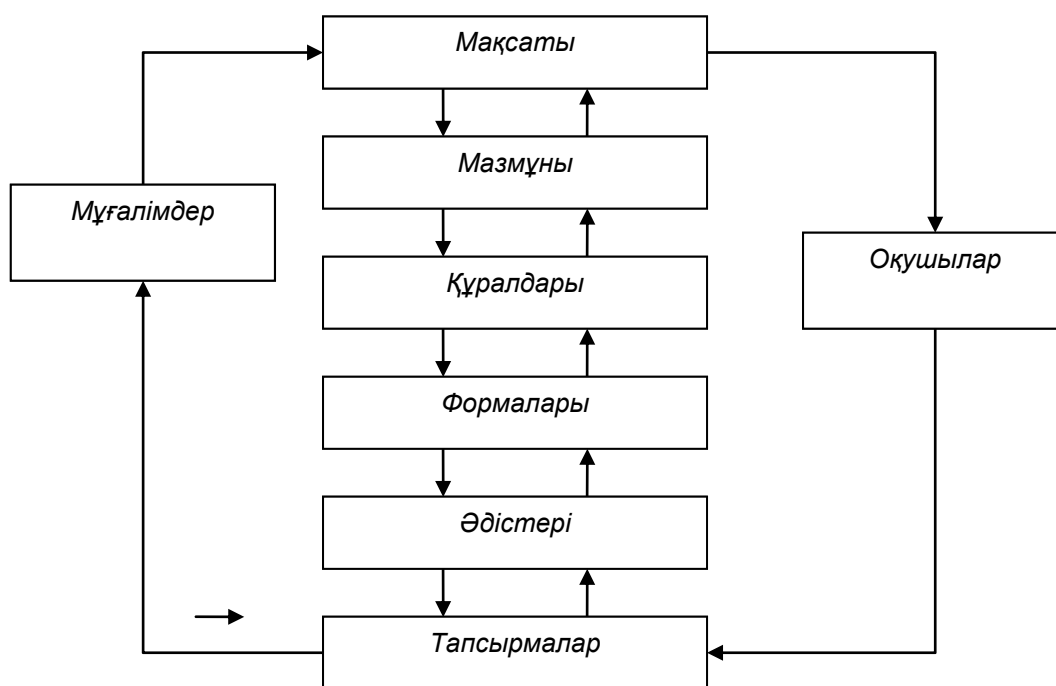 Мақсаты
Мазмұны
Мұғалімдер
Оқушылар
Құралдары
Формалары
Әдістері
Тапсырмалар